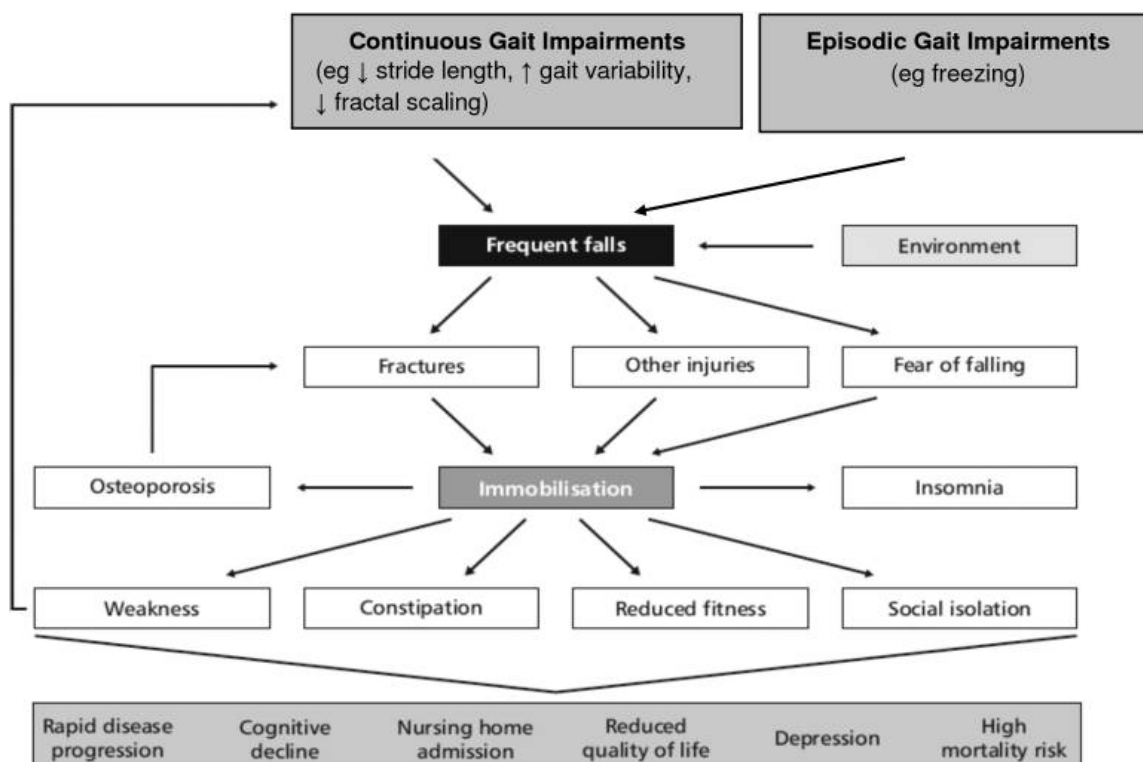 Continuous Gait Impairments
(eg ↓ stride length, ↑ gait variability,
↓ fractal scaling)
Episodic Gait Impairments
(eg freezing)
Frequent falls
Environment
Fractures
Other injuries
Fear of falling
Osteoporosis
Immobilisation
Insomnia
Weakness
Constipation
Reduced fitness
Social isolation
Rapid disease
progression
Cognitive
decline
Nursing home
admission
Reduced
quality of life
Depression
High
mortality risk